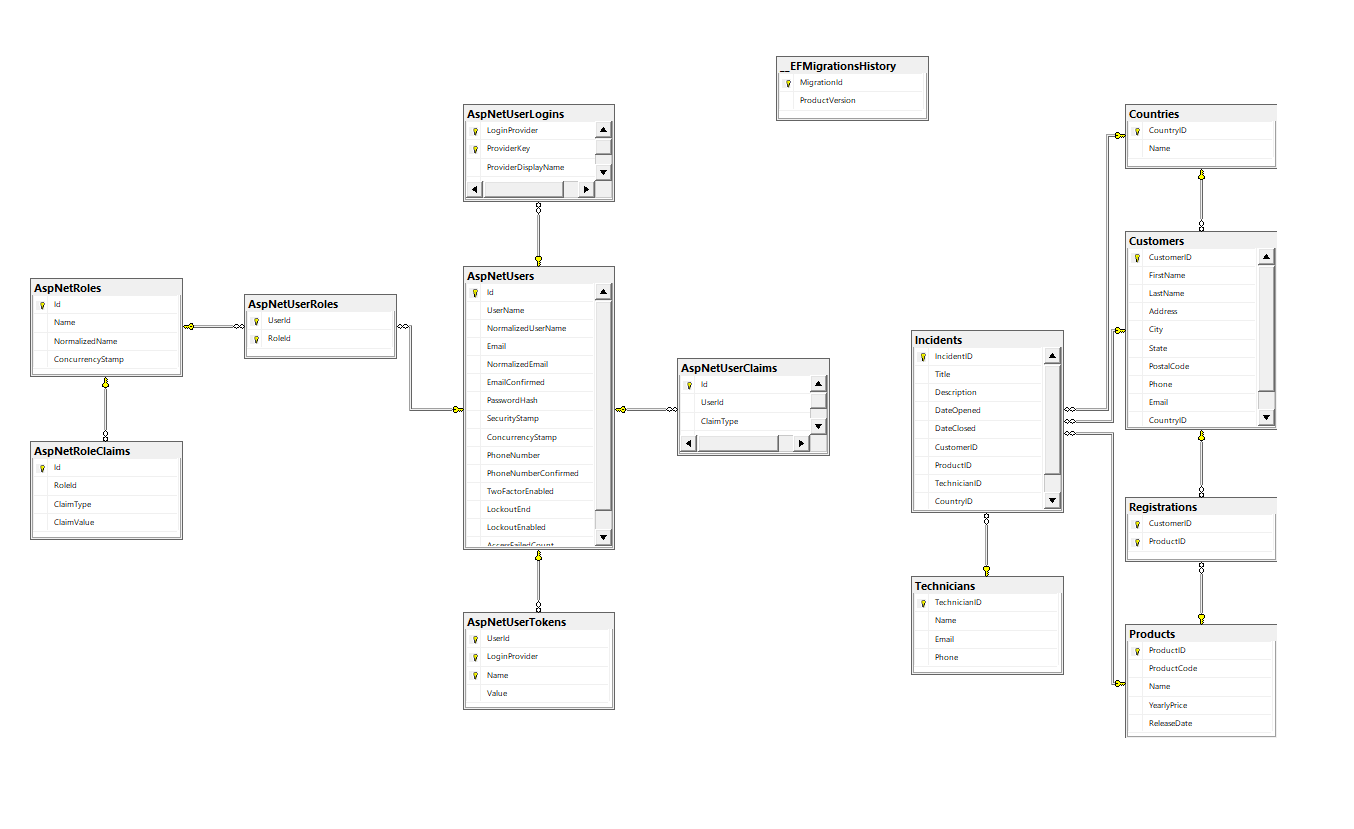 __EFMigrationsHistory
MigrationId
ProductVersion
AspNetUserLogins
LoginProvider
ProviderKey
ProviderDisplayName
Countries
CountryID
Name
Customers
CustomerID
FirstName
LastName
Address
City
State
PostalCode
Phone
Email
CountryID
AspNetRoles
Id
Name
NormalizedName
ConcurrencyStamp
AspNetUserRoles
UserId
RoleId
AspNetUsers
Id
UserName
NormalizedUserName
Email
NormalizedEmail
EmailConfirmed
PasswordHash
SecurityStamp
ConcurrencyStamp
PhoneNumber
PhoneNumberConfirmed
TwoFactorEnabled
LockoutEnd
LockoutEnabled
AccessFailedCount
AspNetUserClaims
Id
UserId
ClaimType
Incidents
IncidentID
Title
Description
DateOpened
DateClosed
CustomerID
ProductID
TechnicianID
CountryID
AspNetRoleClaims
Id
RoleId
ClaimType
ClaimValue
Registrations
CustomerID
ProductID
Technicians
TechnicianID
Name
Email
Phone
AspNetUserTokens
UserId
LoginProvider
Name
Value
Products
ProductID
ProductCode
Name
YearlyPrice
ReleaseDate